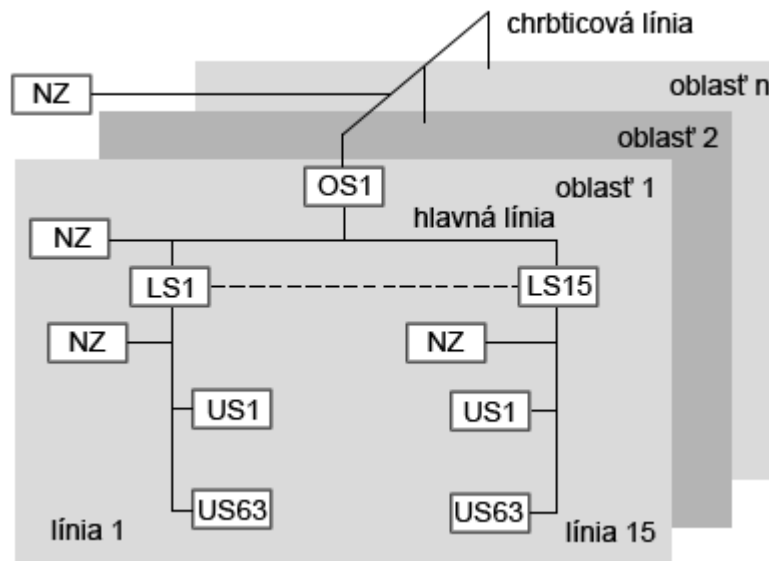 chrbticová línia
oblasť n
NZ
oblasť 2
OS1
oblasť 1
hlavná línia
NZ
LS1
LS15
NZ
NZ
US1
US1
US63
US63
línia 1
línia 15